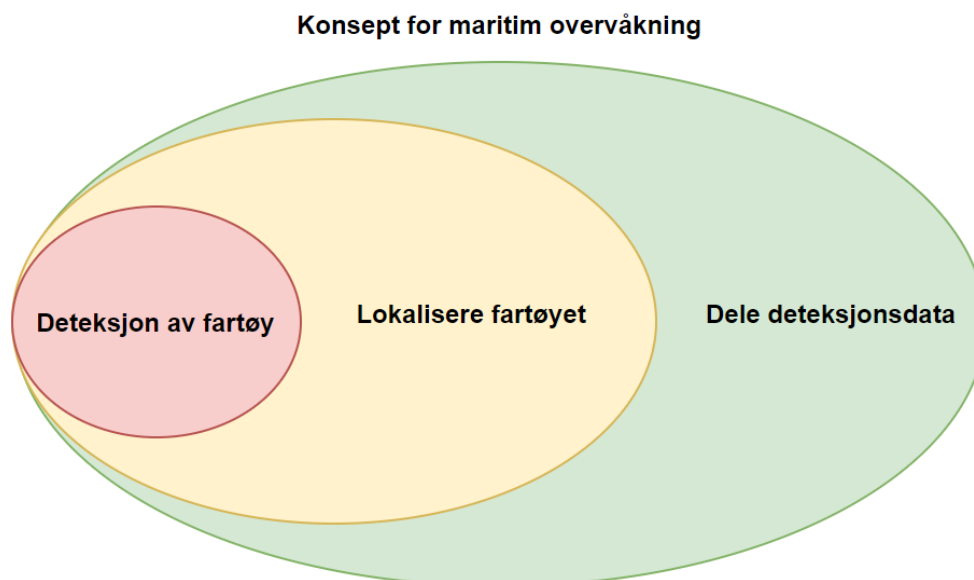 Konsept for maritim overvåkning
Deteksjon av fartøy
Lokalisere fartøyet
Dele deteksjonsdata